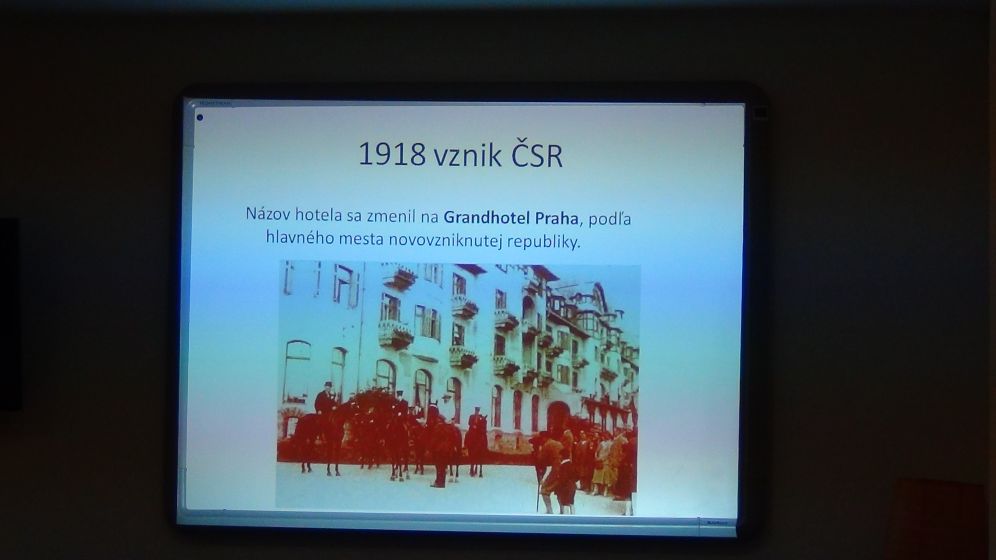 1918 vznik ČSR
Názov hotela sa zmenil na Grandhotel Praha, podľa
hlavného mesta novovzniknutej republiky.